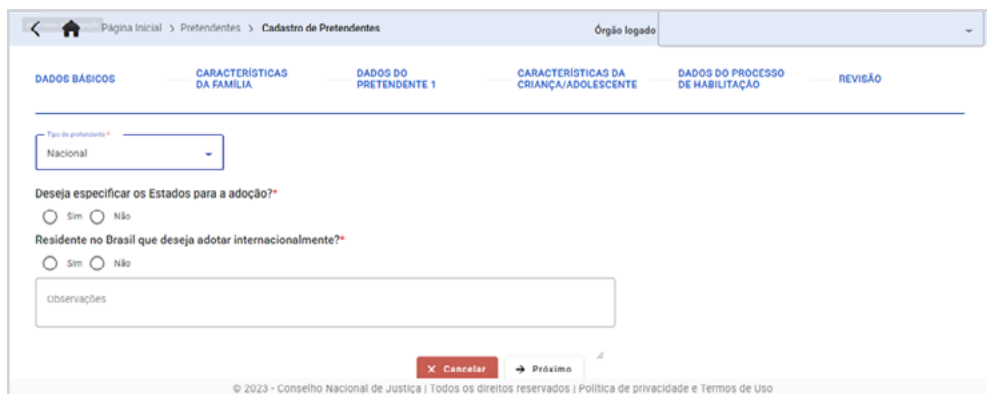 Página Inicial > Pretendentes > Cadastro de Pretendentes
Órgão logado
DADOS BÁSICOS
CARACTERÍSTICAS
DA FAMÍLIA
DADOS DO
PRETENDENTE 1
CARACTERÍSTICAS DA
CRIANÇA/ADOLESCENTE
DADOS DO PROCESSO
DE HABILITAÇÃO
REVISÃO
Tipo de pretendente *
Nacional
Deseja especificar os Estados para a adoção?*
Sim Não
Residente no Brasil que deseja adotar internacionalmente?*
Sim Não
Observações
X Cancelar → Próximo
© 2023 - Conselho Nacional de Justiça | Todos os direitos reservados | Política de privacidade e Termos de Uso